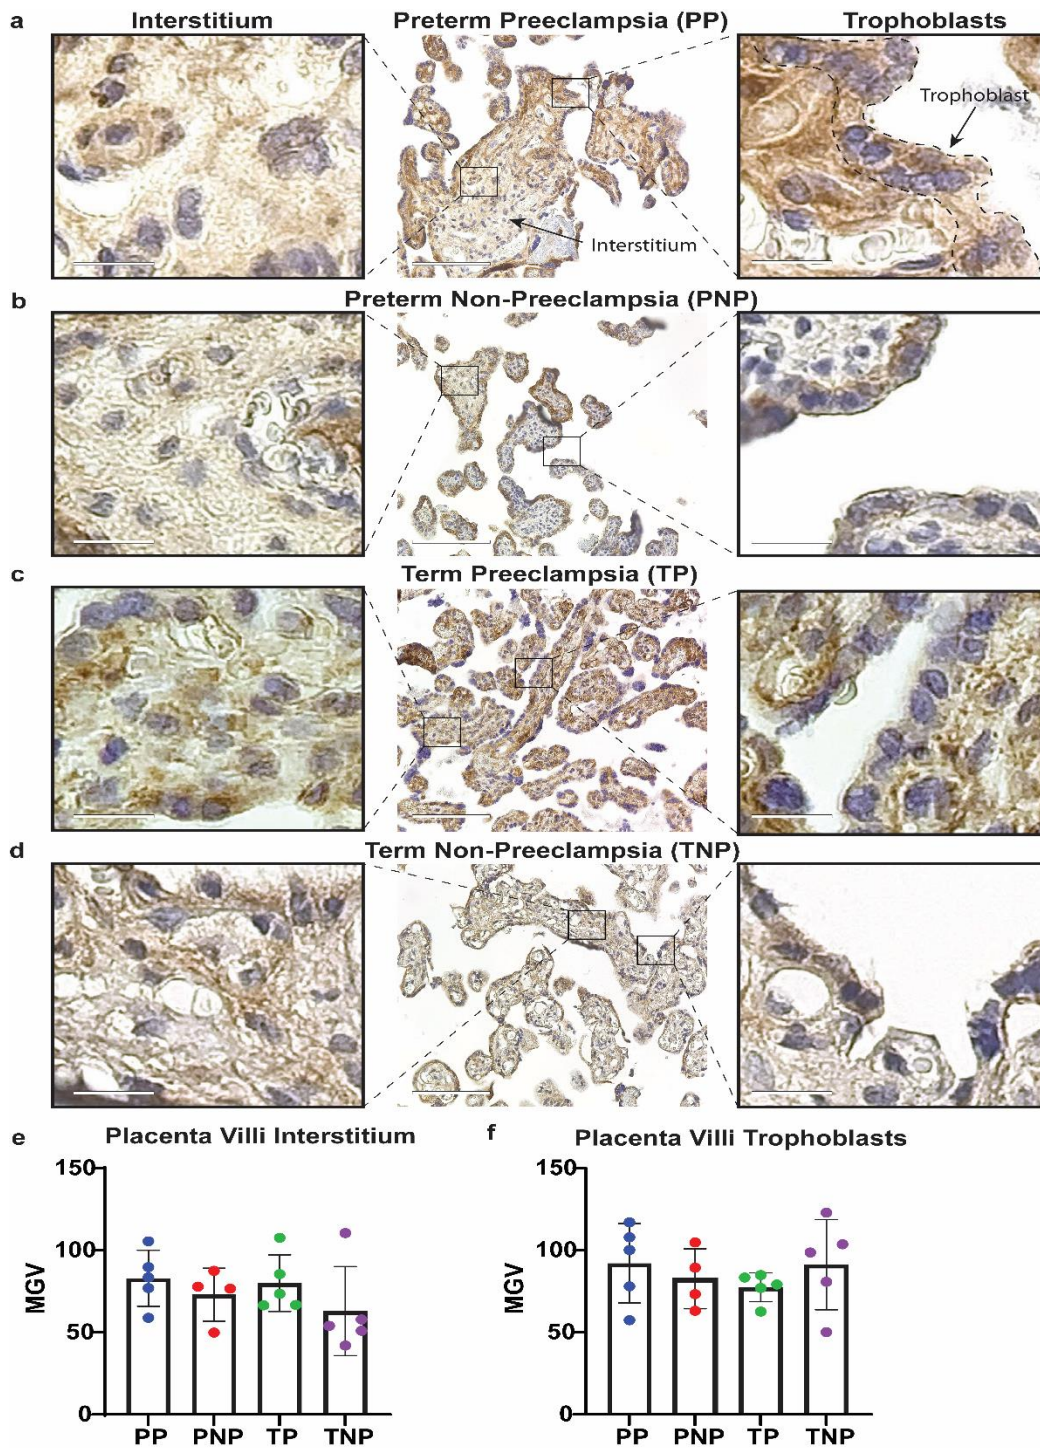 a
Interstitium
Preterm Preeclampsia (PP)
Trophoblasts
Trophoblast
Interstitium
b
Preterm Non-Preeclampsia (PNP)
c
Term Preeclampsia (TP)
d
Term Non-Preeclampsia (TNP)
e
Placenta Villi Interstitium
150
100
50
0
MGV
PP PNP TP TNP
f
Placenta Villi Trophoblasts
150
100
50
0
MGV
PP PNP TP TNP